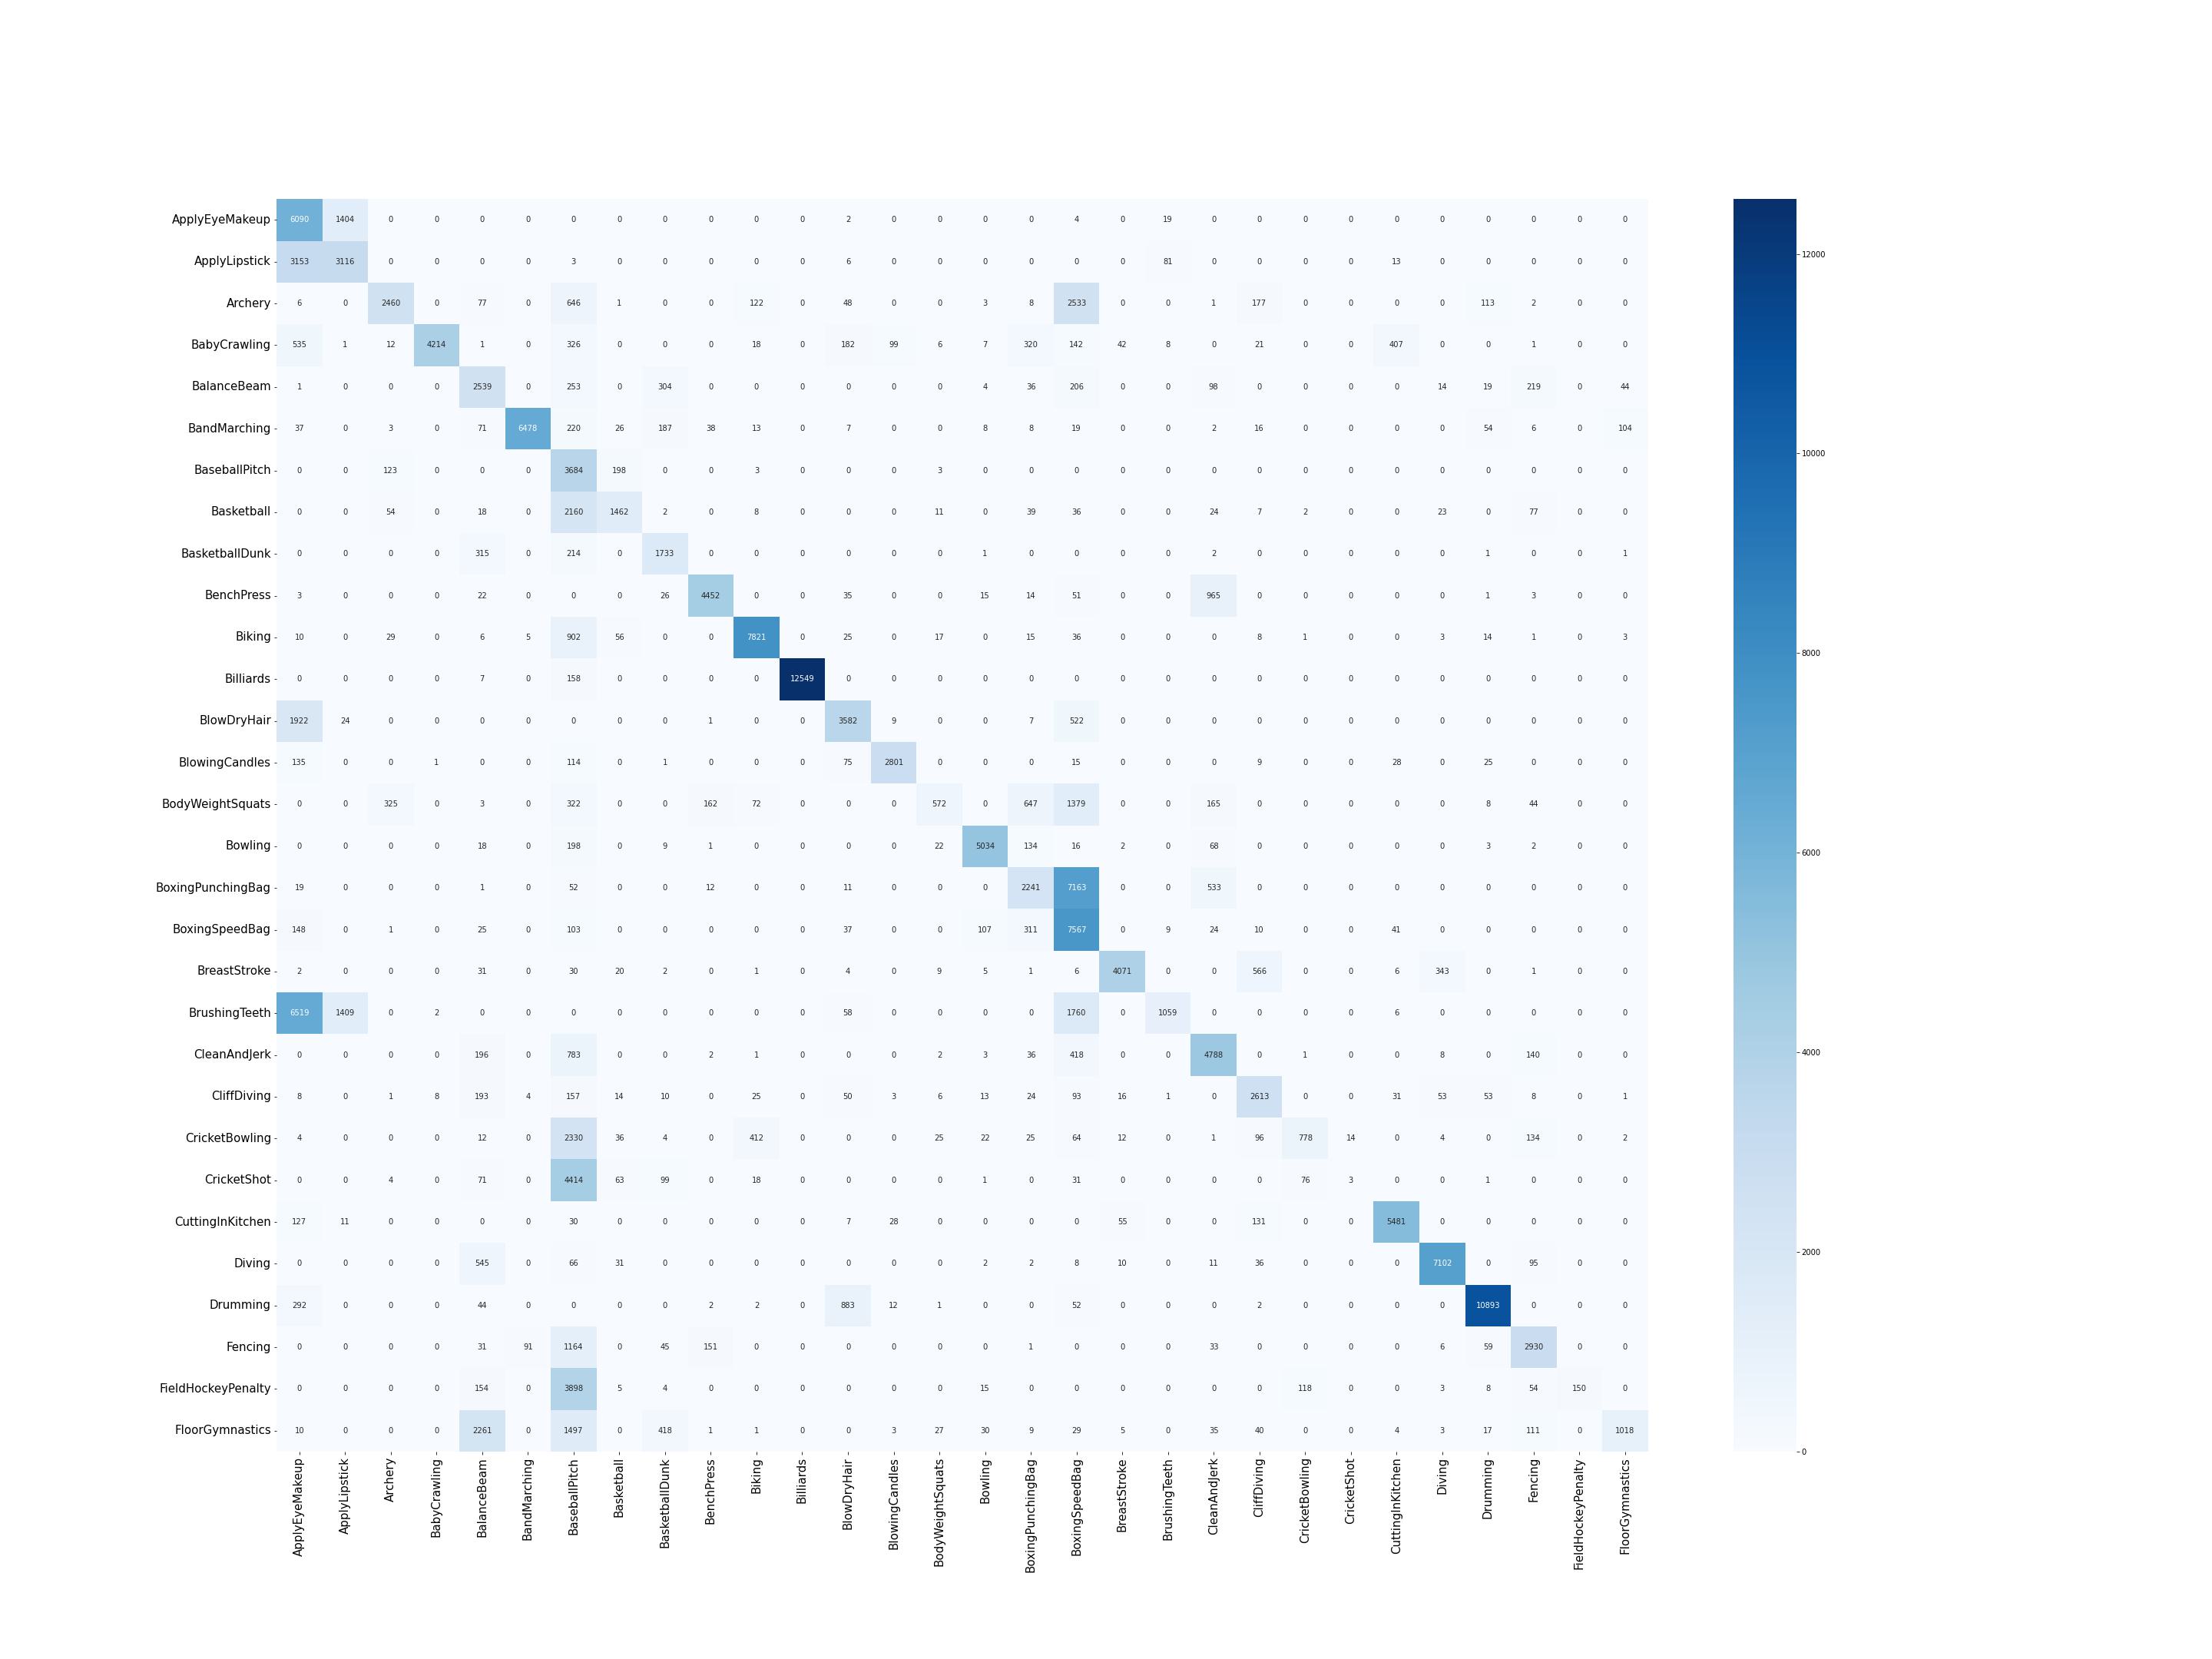 ApplyEyeMakeup 6090 1404 0 0 0 0 0 0 0 0 0 0 2 0 0 0 0 4 0 19 0 0 0 0 0 0 0 0 0 0
ApplyLipstick 3153 3116 0 0 0 0 3 0 0 0 0 0 6 0 0 0 0 0 0 81 0 0 0 0 13 0 0 0 0 0
12000
Archery 6 0 2460 0 77 0 646 1 0 0 122 0 48 0 0 3 8 2533 0 0 1 177 0 0 0 0 113 2 0 0
BabyCrawling 535 1 12 4214 1 0 326 0 0 0 18 0 182 99 6 7 320 142 42 8 0 21 0 0 407 0 0 1 0 0
BalanceBeam 1 0 0 0 2539 0 253 0 304 0 0 0 0 0 0 4 36 206 0 0 98 0 0 0 0 14 19 219 0 44
BandMarching 37 0 3 0 71 6478 220 26 187 38 13 0 7 0 0 8 8 19 0 0 2 16 0 0 0 0 54 6 0 104
10000
BaseballPitch 0 0 123 0 0 0 3684 198 0 0 3 0 0 0 3 0 0 0 0 0 0 0 0 0 0 0 0 0 0 0
Basketball 0 0 54 0 18 0 2160 1462 2 0 8 0 0 0 11 0 39 36 0 0 24 7 2 0 0 23 0 77 0 0
BasketballDunk 0 0 0 0 315 0 214 0 1733 0 0 0 0 0 0 1 0 0 0 0 2 0 0 0 0 0 1 0 0 1
BenchPress 3 0 0 0 22 0 0 0 26 4452 0 0 35 0 0 15 14 51 0 0 965 0 0 0 0 0 1 3 0 0
Biking 10 0 29 0 6 5 902 56 0 0 7821 0 25 0 17 0 15 36 0 0 0 8 1 0 0 3 14 1 0 3
8000
Billiards 0 0 0 0 7 0 158 0 0 0 0 12549 0 0 0 0 0 0 0 0 0 0 0 0 0 0 0 0 0 0
BlowDryHair 1922 24 0 0 0 0 0 0 0 1 0 0 3582 9 0 0 7 522 0 0 0 0 0 0 0 0 0 0 0 0
BlowingCandles 135 0 0 1 0 0 114 0 1 0 0 0 75 2801 0 0 0 15 0 0 0 9 0 0 28 0 25 0 0 0
BodyWeightSquats 0 0 325 0 3 0 322 0 0 162 72 0 0 0 572 0 647 1379 0 0 165 0 0 0 0 0 8 44 0 0
Bowling 0 0 0 0 18 0 198 0 9 1 0 0 0 0 22 5034 134 16 2 0 68 0 0 0 0 0 3 2 0 0
6000
BoxingPunchingBag 19 0 0 0 1 0 52 0 0 12 0 0 11 0 0 0 2241 7163 0 0 533 0 0 0 0 0 0 0 0 0
BoxingSpeedBag 148 0 1 0 25 0 103 0 0 0 0 0 37 0 0 107 311 7567 0 9 24 10 0 0 41 0 0 0 0 0
BreastStroke 2 0 0 0 31 0 30 20 2 0 1 0 4 0 9 5 1 6 4071 0 0 566 0 0 6 343 0 1 0 0
BrushingTeeth 6519 1409 0 2 0 0 0 0 0 0 0 0 58 0 0 0 0 1760 0 1059 0 0 0 0 6 0 0 0 0 0
CleanAndJerk 0 0 0 0 196 0 783 0 0 2 1 0 0 0 2 3 36 418 0 0 4788 0 1 0 0 8 0 140 0 0
4000
CliffDiving 8 0 1 8 193 4 157 14 10 0 25 0 50 3 6 13 24 93 16 1 0 2613 0 0 31 53 53 8 0 1
CricketBowling 4 0 0 0 12 0 2330 36 4 0 412 0 0 0 25 22 25 64 12 0 1 96 778 14 0 4 0 134 0 2
CricketShot 0 0 4 0 71 0 4414 63 99 0 18 0 0 0 0 1 0 31 0 0 0 0 76 3 0 0 1 0 0 0
CuttingInKitchen 127 11 0 0 0 0 30 0 0 0 0 0 7 28 0 0 0 0 55 0 0 131 0 0 5481 0 0 0 0 0
2000
Diving 0 0 0 0 545 0 66 31 0 0 0 0 0 0 0 2 2 8 10 0 11 36 0 0 0 7102 0 95 0 0
Drumming 292 0 0 0 44 0 0 0 0 2 2 0 883 12 1 0 0 52 0 0 0 2 0 0 0 0 10893 0 0 0
Fencing 0 0 0 0 31 91 1164 0 45 151 0 0 0 0 0 0 1 0 0 0 33 0 0 0 0 6 59 2930 0 0
FieldHockeyPenalty 0 0 0 0 154 0 3898 5 4 0 0 0 0 0 0 15 0 0 0 0 0 0 118 0 0 3 8 54 150 0
FloorGymnastics 10 0 0 0 2261 0 1497 0 418 1 1 0 0 3 27 30 9 29 5 0 35 40 0 0 4 3 17 111 0 1018
0
ApplyEyeMakeup
ApplyLipstick
Archery
BabyCrawling
BalanceBeam
BandMarching
BaseballPitch
Basketball
BasketballDunk
BenchPress
Biking
Billiards
BlowDryHair
BlowingCandles
BodyWeightSquats
Bowling
BoxingPunchingBag
BoxingSpeedBag
BreastStroke
BrushingTeeth
CleanAndJerk
CliffDiving
CricketBowling
CricketShot
CuttingInKitchen
Diving
Drumming
Fencing
FieldHockeyPenalty
FloorGymnastics